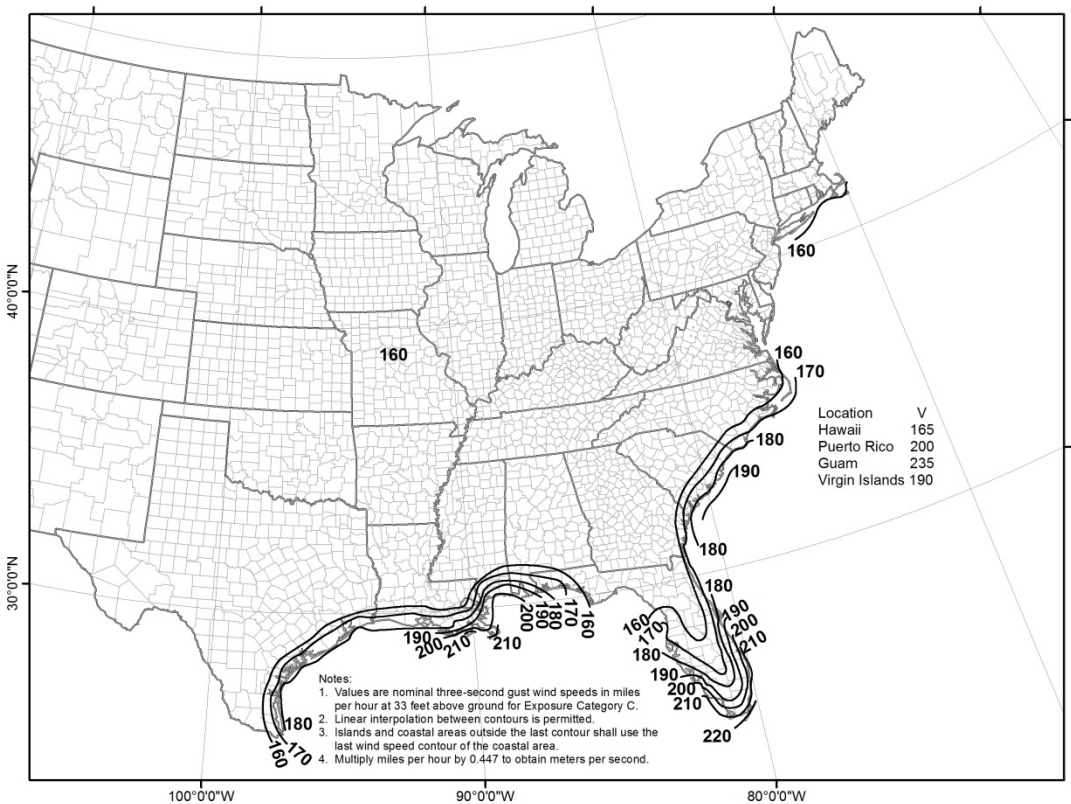 40°0'0"N
30°0'0"N
160
160
160
170
180
190
180
180
190
200
210
160
170
180
190
200
210
220
190
200
210
210
200
190
180
170
160
180
170
160
Location V
Hawaii 165
Puerto Rico 200
Guam 235
Virgin Islands 190
Notes:
1. Values are nominal three-second gust wind speeds in miles
per hour at 33 feet above ground for Exposure Category C.
2. Linear interpolation between contours is permitted.
3. Islands and coastal areas outside the last contour shall use the
last wind speed contour of the coastal area.
4. Multiply miles per hour by 0.447 to obtain meters per second.
100°0'0"W
90°0'0"W
80°0'0"W